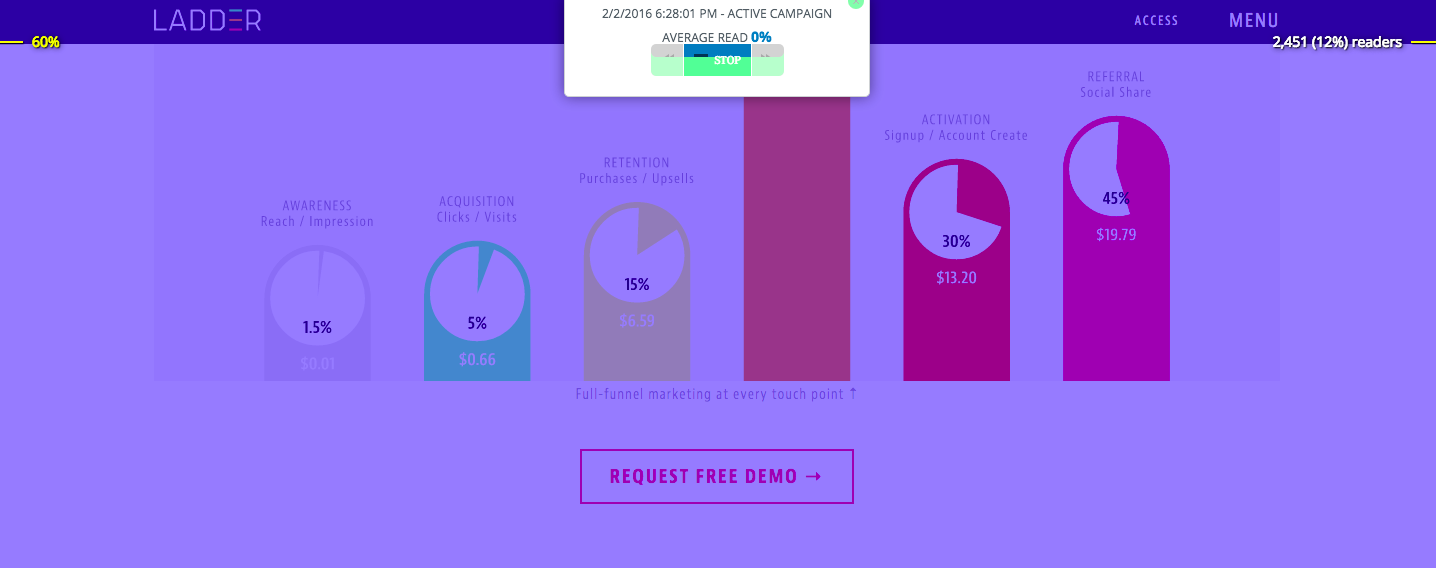 LADDER
2/2/2016 6:28:01 PM - ACTIVE CAMPAIGN
AVERAGE READ 0%
STOP
ACCESS
MENU
60%
2,451 (12%) readers
REFERRAL
Social Share
45%
$19.79
ACTIVATION
Signup / Account Create
30%
$13.20
RETENTION
Purchases / Upsells
15%
$6.59
ACQUISITION
Clicks / Visits
5%
$0.66
AWARENESS
Reach / Impression
1.5%
$0.01
Full-funnel marketing at every touch point ↑
REQUEST FREE DEMO →